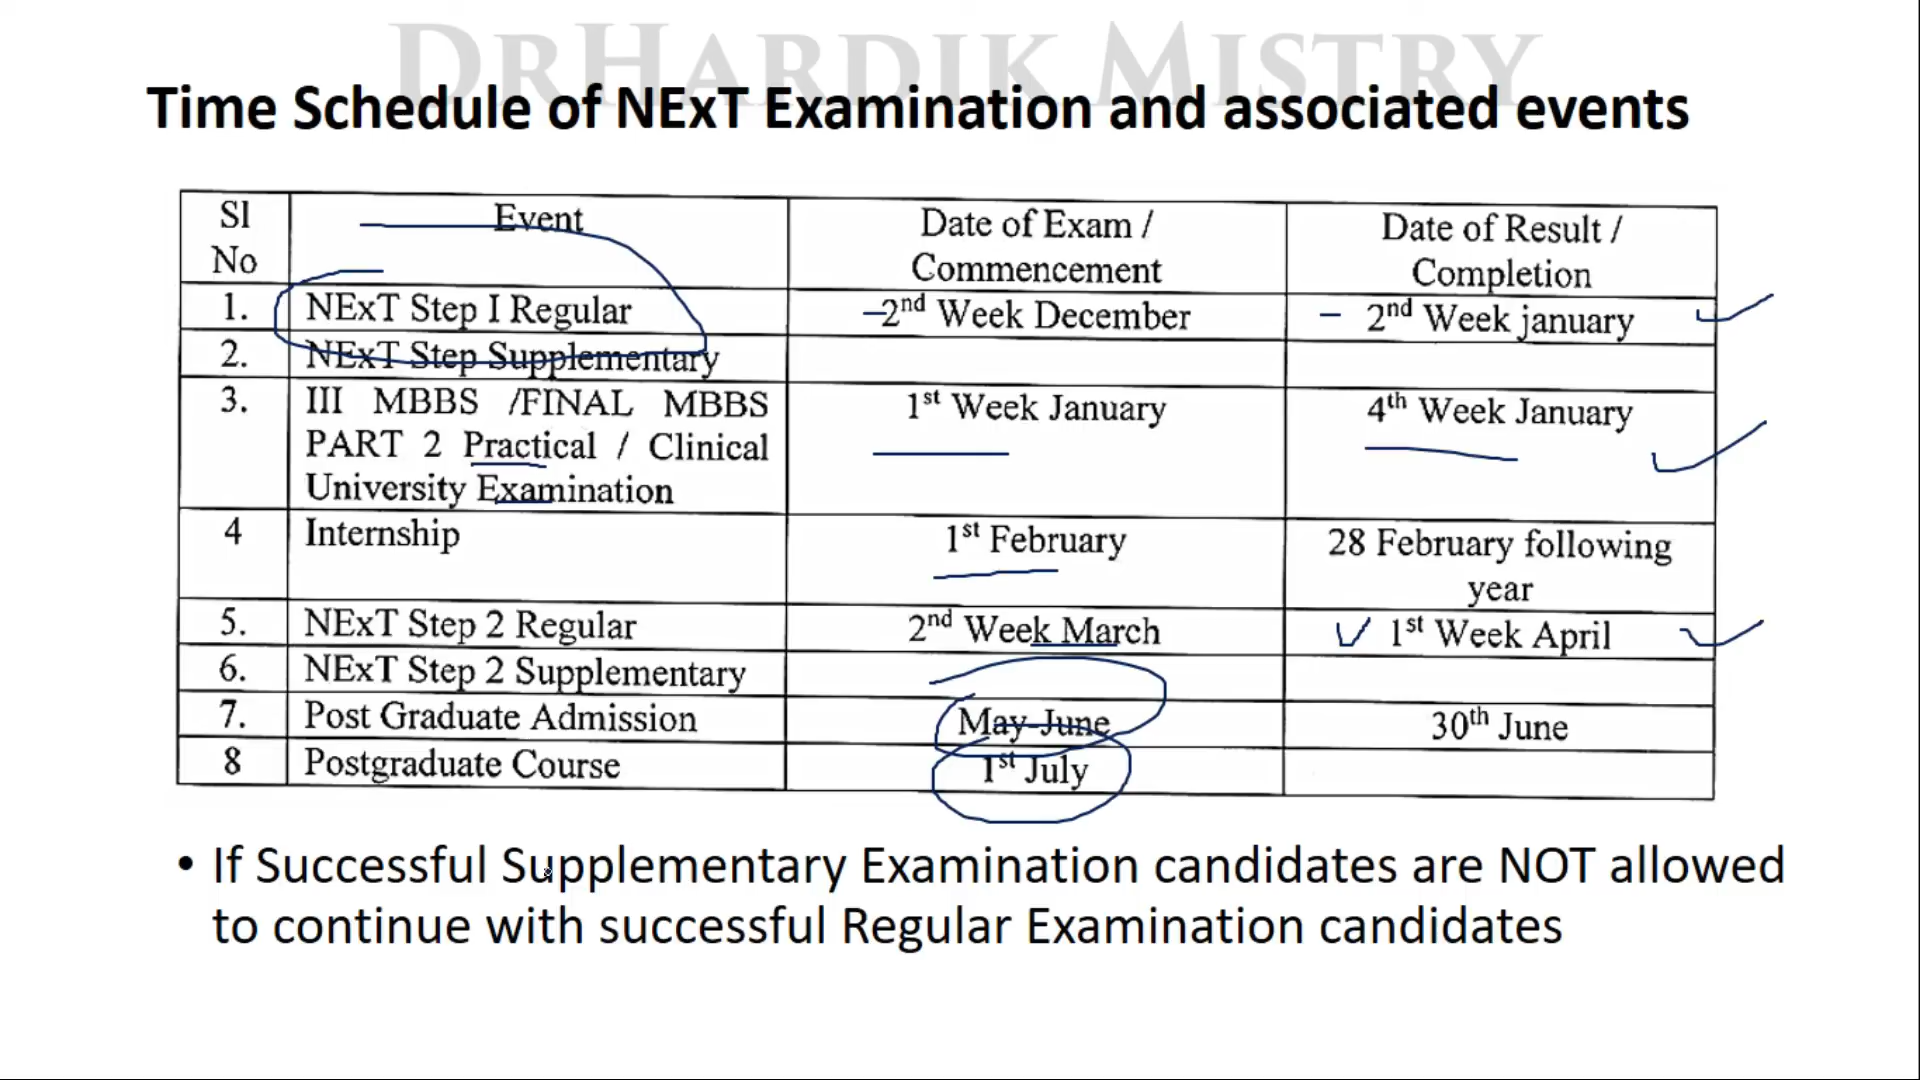 DRHARDIK MISTRY
Time Schedule of NExT Examination and associated events
Sl No Event Date of Exam / Commencement Date of Result / Completion
1. NExT Step I Regular 2nd Week December 2nd Week january
2. NExT Step Supplementary
3. III MBBS /FINAL MBBS PART 2 Practical / Clinical University Examination 1st Week January 4th Week January
4 Internship 1st February 28 February following year
5. NExT Step 2 Regular 2nd Week March 1st Week April
6. NExT Step 2 Supplementary
7. Post Graduate Admission May-June 30th June
8 Postgraduate Course 1st July
• If Successful Supplementary Examination candidates are NOT allowed
to continue with successful Regular Examination candidates